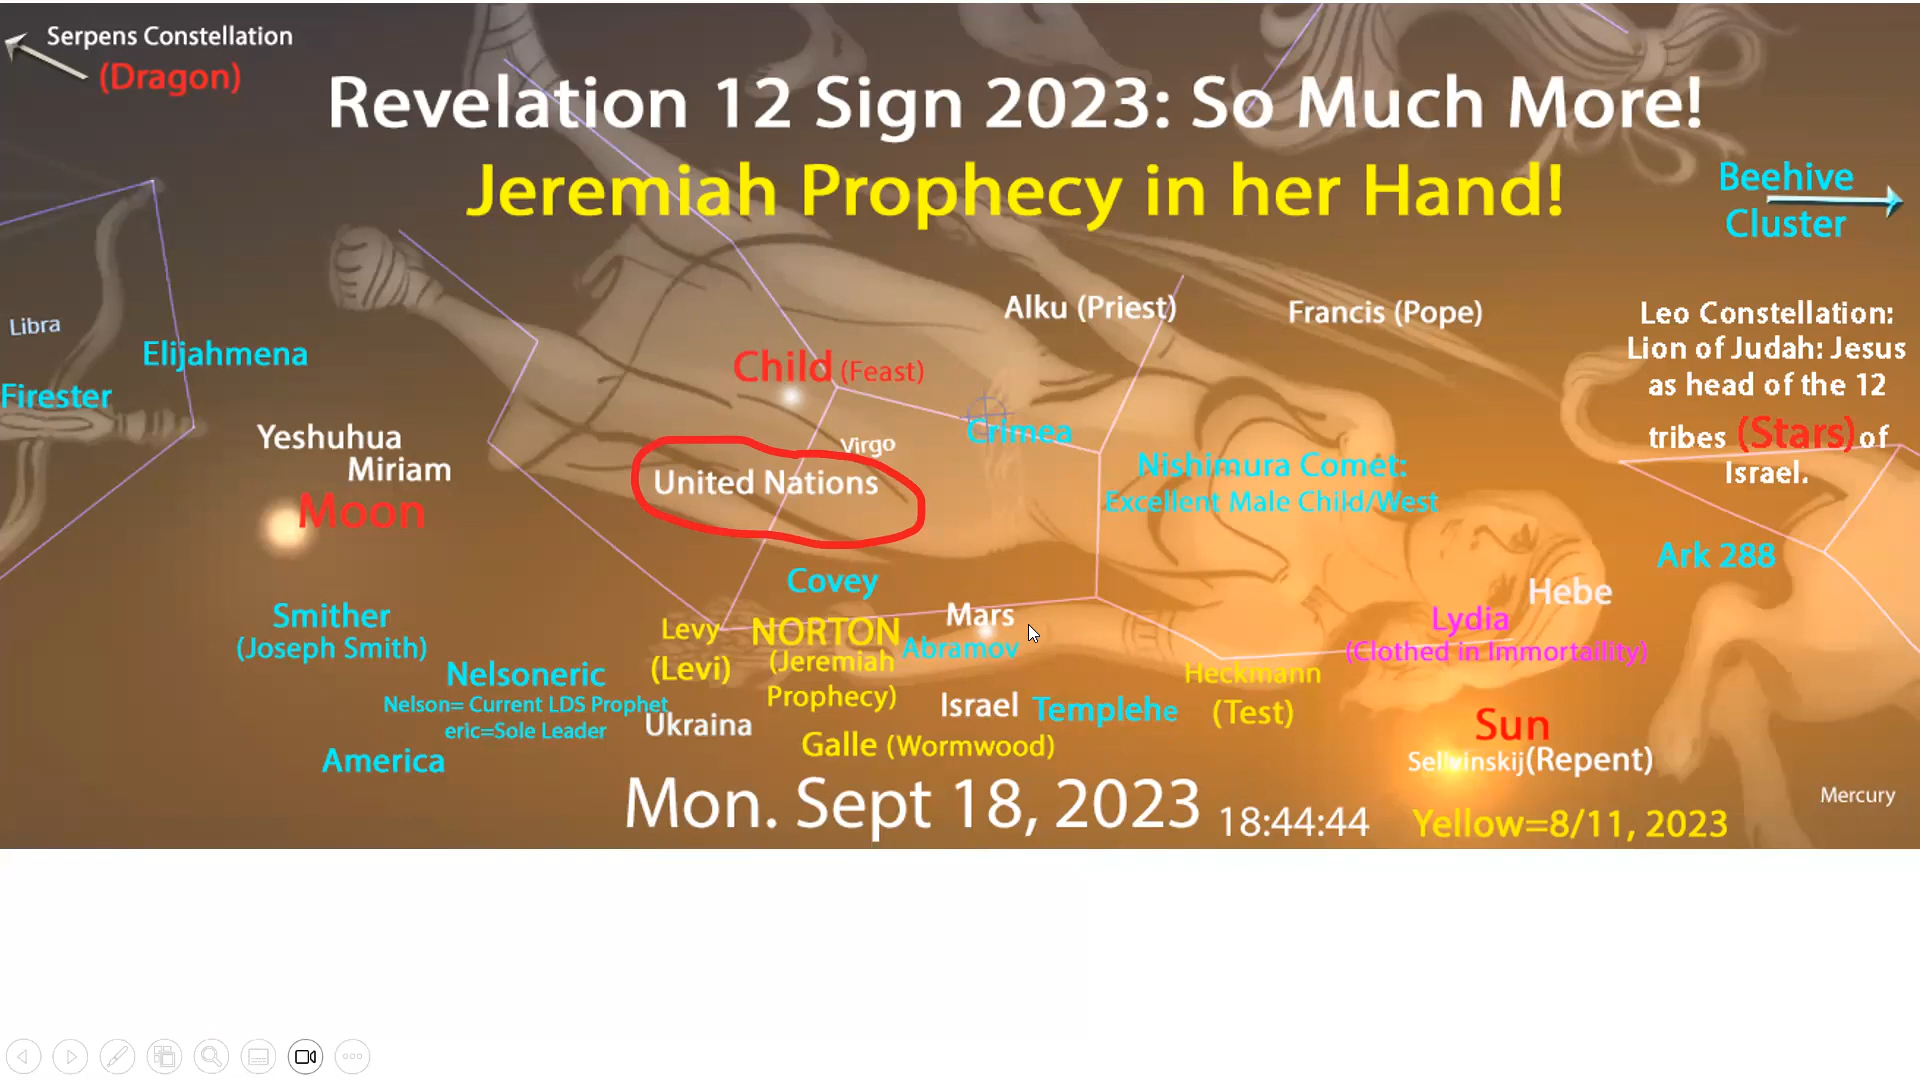 Serpens Constellation
(Dragon)
Revelation 12 Sign 2023: So Much More!
Jeremiah Prophecy in her Hand!
Beehive
Cluster
Libra
Elijahmena
Firester
Yeshuhua
Miriam
Moon
Child (Feast)
Alku (Priest)
Francis (Pope)
Leo Constellation:
Lion of Judah: Jesus
as head of the 12
tribes (Stars) of
Israel.
Virgo
Crimea
United Nations
Nishimura Comet:
Excellent Male Child/West
Ark 288
Covey
Mars
Hebe
Lydia
(Clothed in Immortaility)
Smither
(Joseph Smith)
Levy
(Levi)
NORTON
(Jeremiah
Prophecy)
Abramov
Heckmann
(Test)
Nelsoneric
Nelson= Current LDS Prophet
eric=Sole Leader
America
Ukraina
Israel
Templehe
Galle (Wormwood)
Sun
Selvinskij(Repent)
Mercury
Mon. Sept 18, 2023
18:44:44
Yellow=8/11, 2023